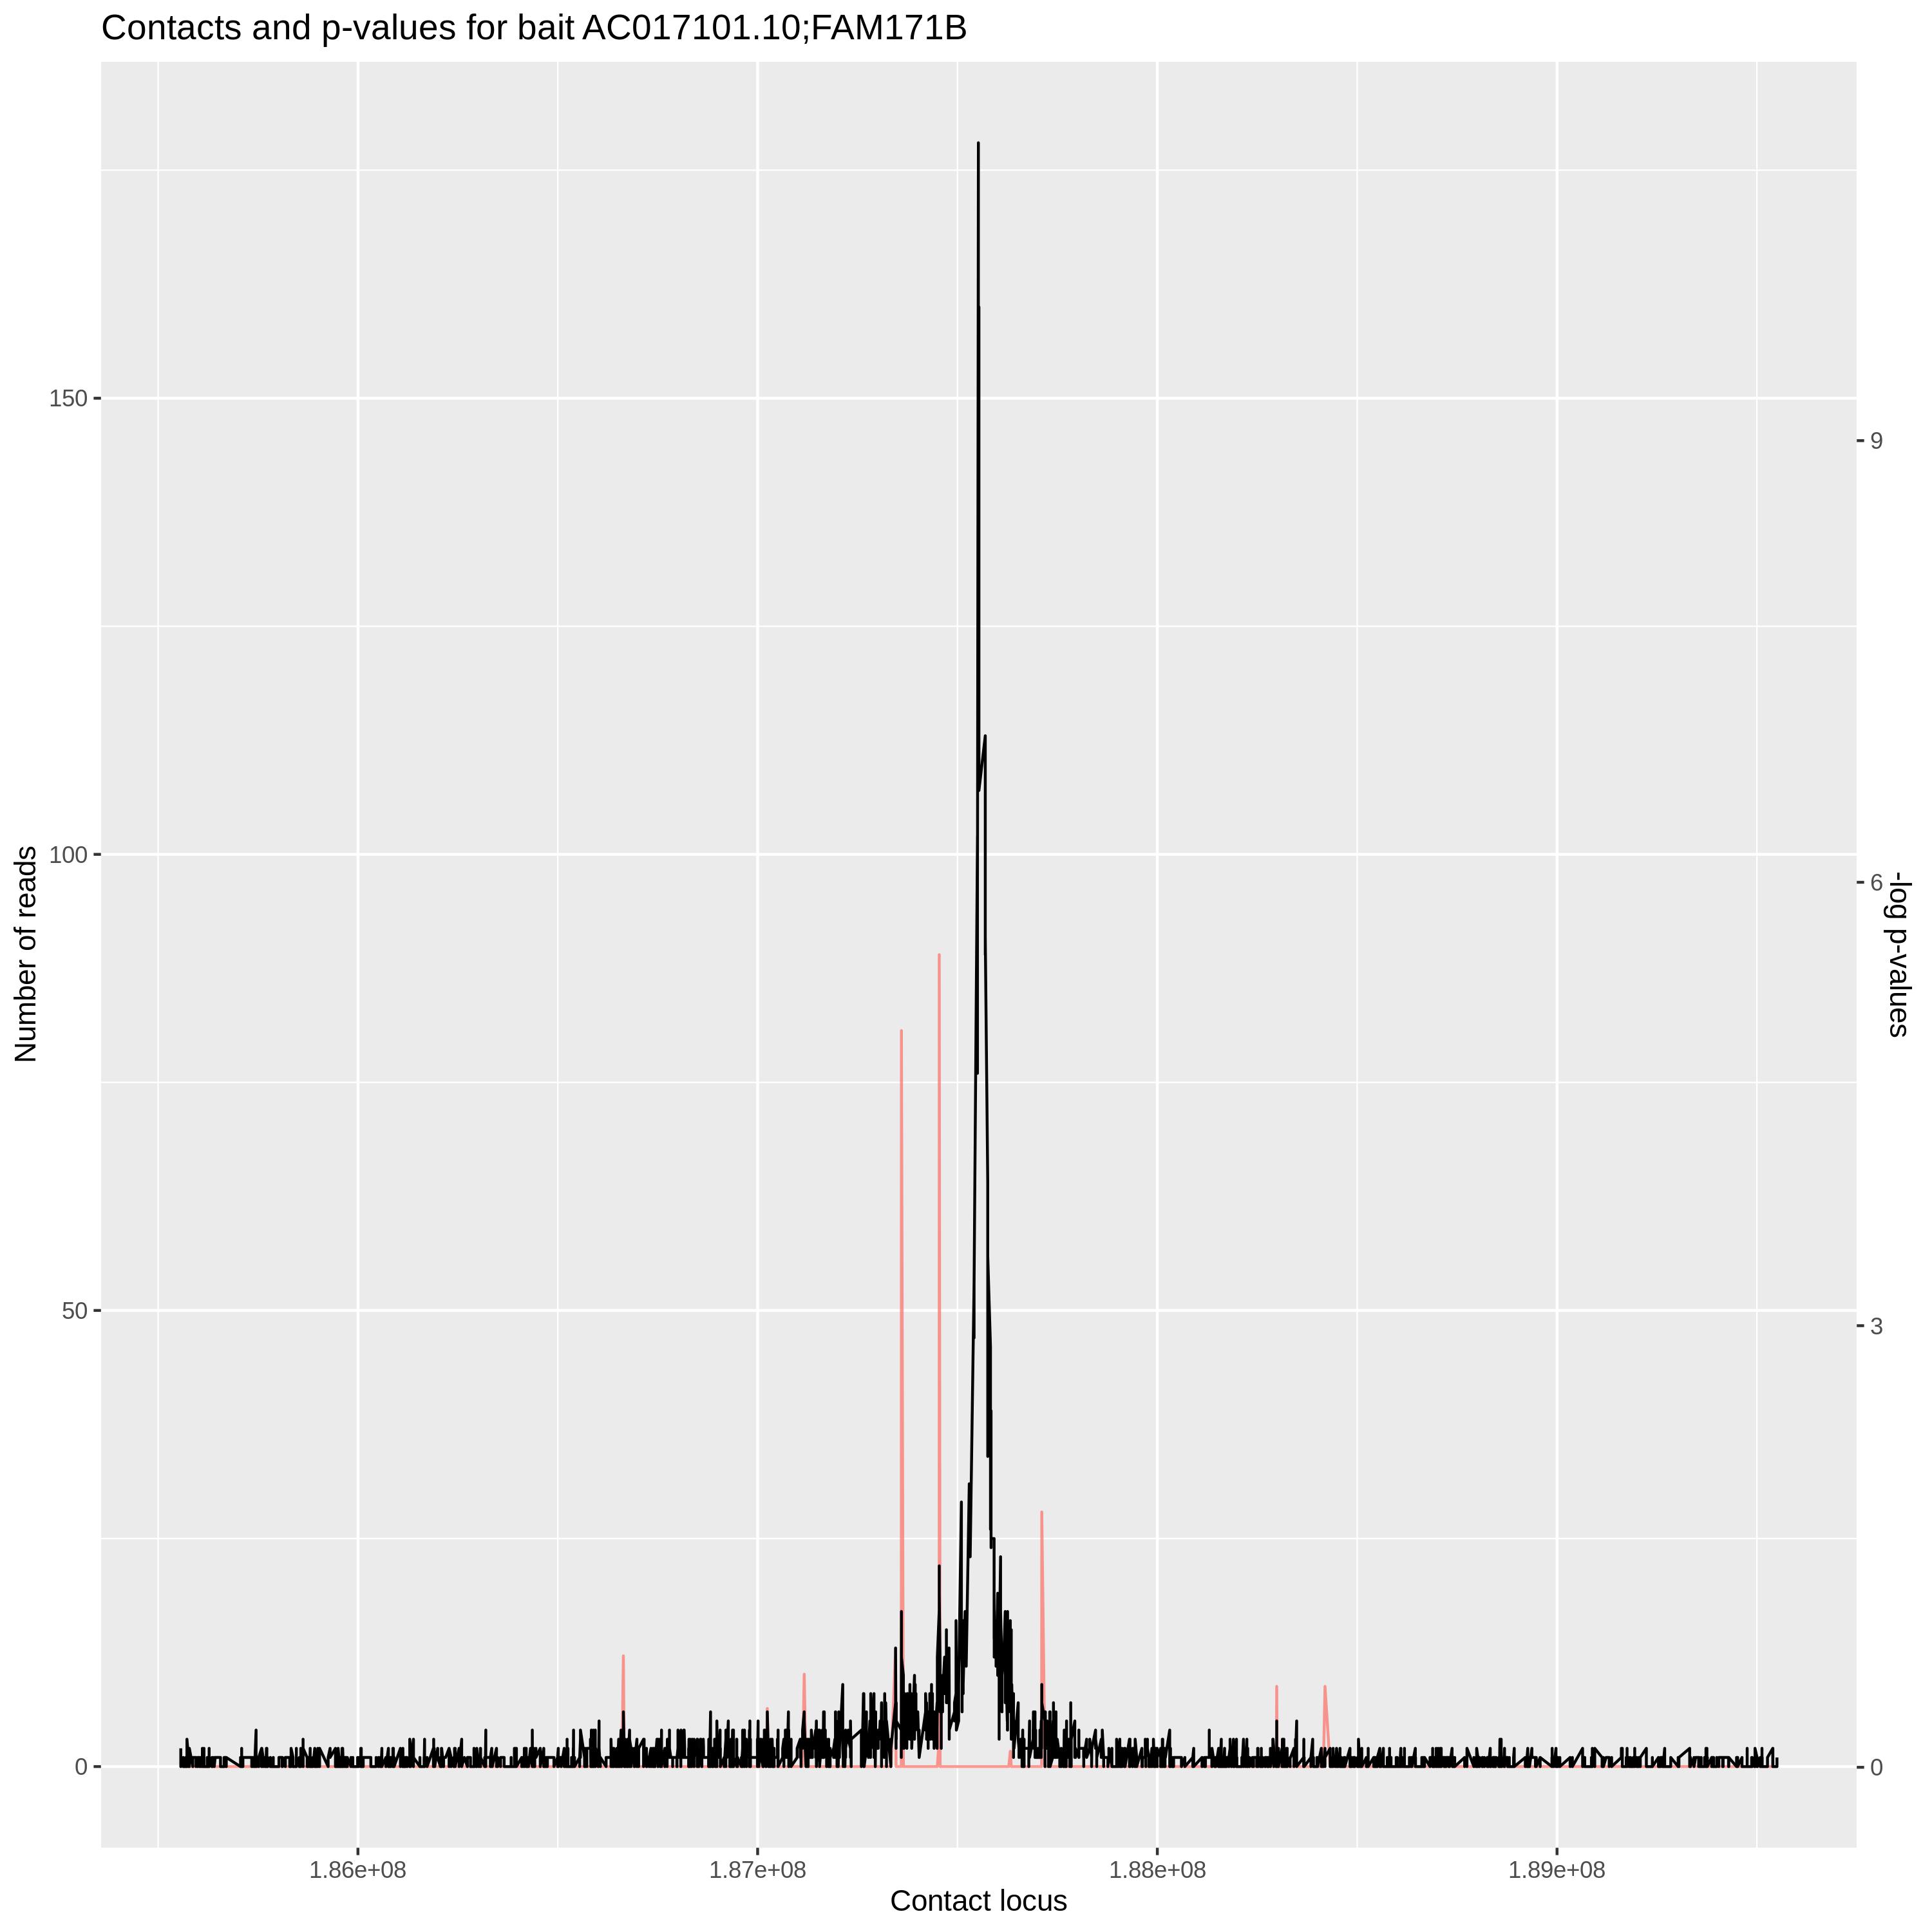 Contacts and p-values for bait AC017101.10;FAM171B
Number of reads
150
100
50
0
9
6
3
0
-log p-values
1.86e+08 1.87e+08 1.88e+08 1.89e+08
Contact locus